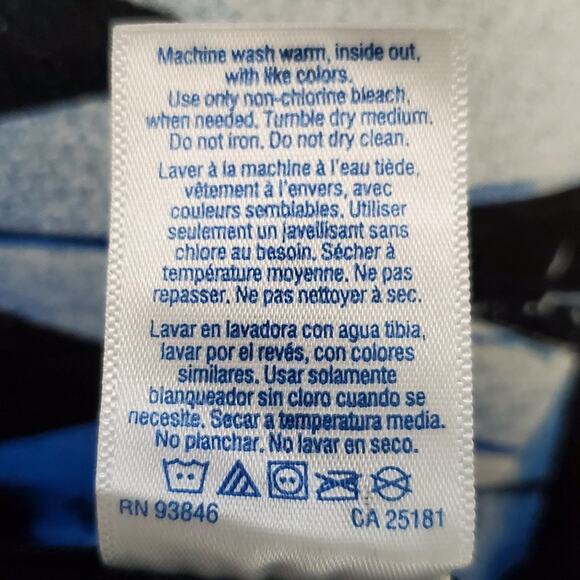 Machine wash warm, inside out,
with like colors.
Use only non-chlorine bleach,
when needed. Tumble dry medium.
Do not iron. Do not dry clean.
Laver à la machine à l'eau tiède,
vêtement à l'envers, avec
couleurs semblables. Utiliser
seulement un javellisant sans
chlore au besoin. Sécher à
température moyenne. Ne pas
repasser. Ne pas nettoyer à sec.
Lavar en lavadora con agua tibia,
lavar por el revés, con colores
similares. Usar solamente
blanqueador sin cloro cuando se
necesite. Secar a temperatura media.
No planchar. No lavar en seco.
RN 93846 CA 25181